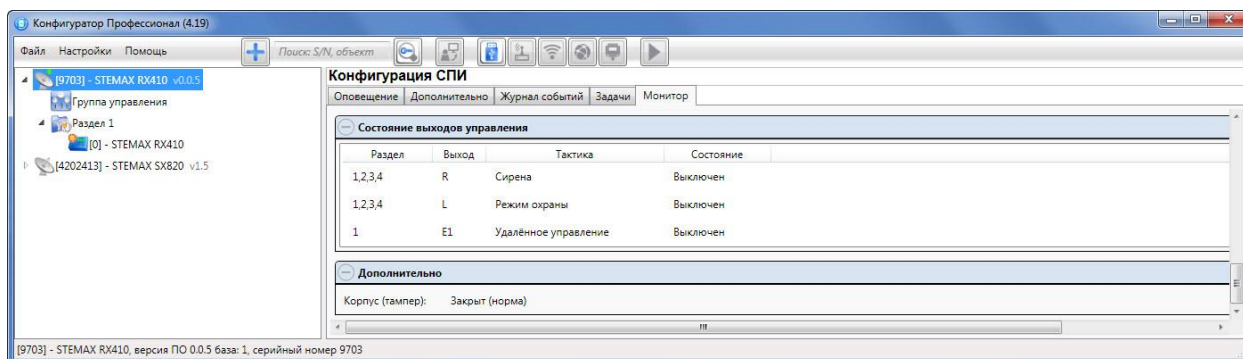 Конфигуратор Профессионал (4.19)
Файл Настройки Помощь Поиск: S/N, объект
[9703] - STEMAX RX410 v0.0.5
Группа управления
Раздел 1
[0] - STEMAX RX410
[4202413] - STEMAX SX820 v1.5
Конфигурация СПИ
Оповещение Дополнительно Журнал событий Задачи Монитор
Состояние выходов управления
Раздел Выход Тактика Состояние
1,2,3,4 R Сирена Выключен
1,2,3,4 L Режим охраны Выключен
1 E1 Удалённое управление Выключен
Дополнительно
Корпус (тампер): Закрыт (норма)
[9703] - STEMAX RX410, версия ПО 0.0.5 база: 1, серийный номер 9703